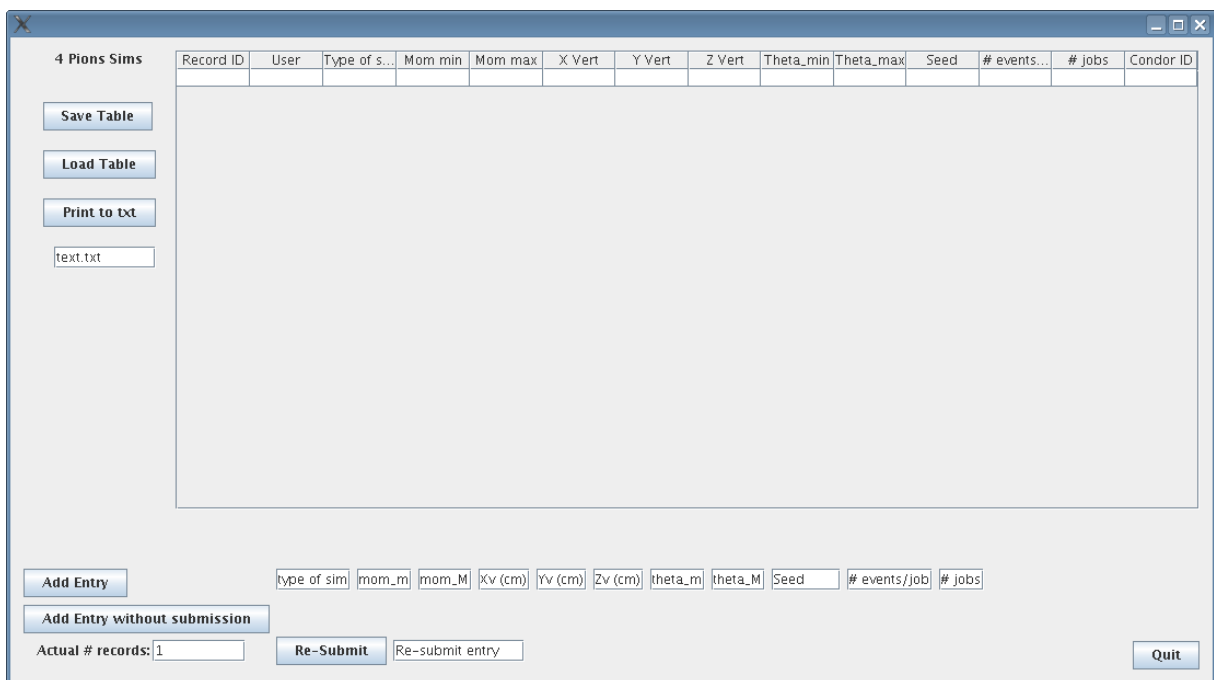 4 Pions Sims
Record ID User Type of s... Mom min Mom max X Vert Y Vert Z Vert Theta_min Theta_max Seed # events... # jobs Condor ID
Save Table
Load Table
Print to txt
text.txt
Add Entry type of sim mom_m mom_M Xv (cm) Yv (cm) Zv (cm) theta_m theta_M Seed # events/job # jobs
Add Entry without submission
Actual # records: 1 Re-Submit Re-submit entry Quit